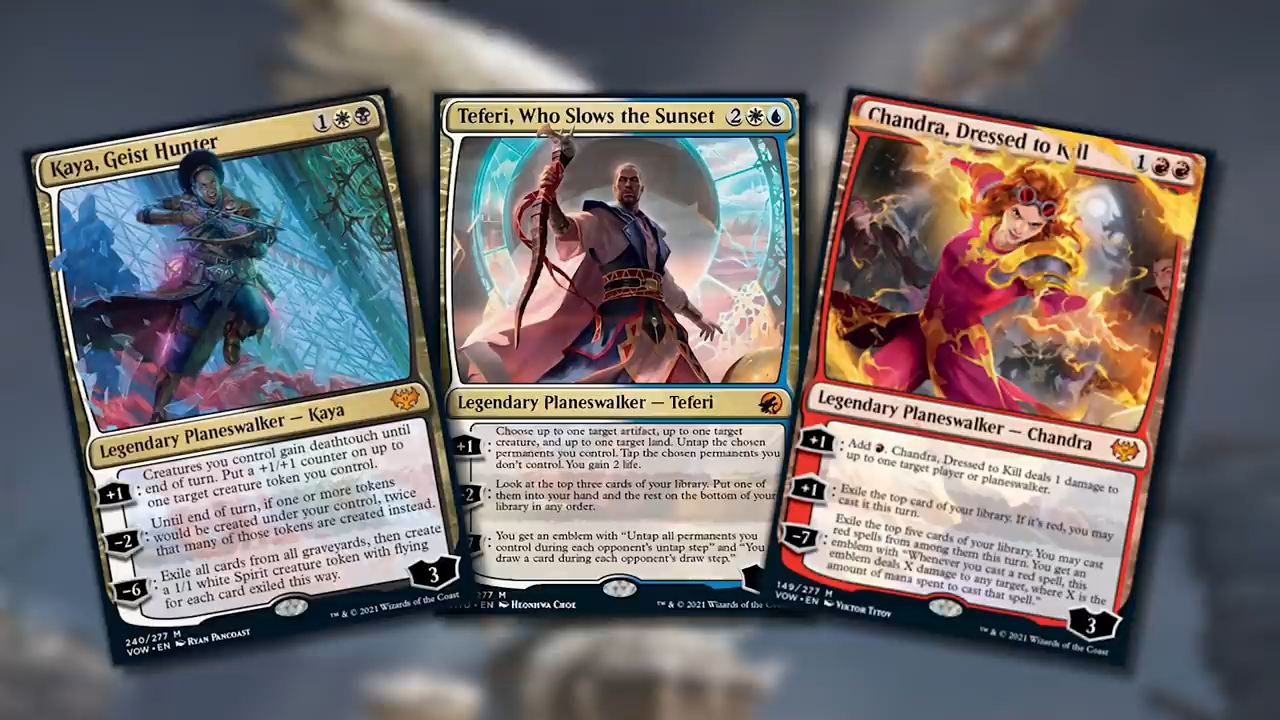 Kaya, Geist Hunter
1
Legendary Planeswalker — Kaya
+1
: Creatures you control gain deathtouch until
end of turn. Put a +1/+1 counter on up to
one target creature token you control.
−2
: Until end of turn, if one or more tokens
would be created under your control, twice
that many of those tokens are created instead.
−6
: Exile all cards from all graveyards, then create
a 1/1 white Spirit creature token with flying
for each card exiled this way.
3
240/277 M
VOW • EN Ryan Pancoast
™ & © 2021 Wizards of the Coast
Teferi, Who Slows the Sunset
2
Legendary Planeswalker — Teferi
+1
: Choose up to one target artifact, up to one target
creature, and up to one target land. Untap the chosen
permanents you control. Tap the chosen permanents you
don't control. You gain 2 life.
−2
: Look at the top three cards of your library. Put one of
them into your hand and the rest on the bottom of your
library in any order.
: You get an emblem with "Untap all permanents you
control during each opponent's untap step" and "You
draw a card during each opponent's draw step."
277 M
• EN Heonhwa Choe
™ & © 2021 Wizards of the Co
Chandra, Dressed to Kill
1
Legendary Planeswalker — Chandra
+1
: Add . Chandra, Dressed to Kill deals 1 damage to
up to one target player or planeswalker.
+1
: Exile the top card of your library. If it's red, you may
cast it this turn.
−7
: Exile the top five cards of your library. You may cast
red spells from among them this turn. You get an
emblem with "Whenever you cast a red spell, this
emblem deals X damage to any target, where X is the
amount of mana spent to cast that spell."
3
149/277 M
VOW • EN Viktor Titov
™ & © 2021 Wizards of the Coast